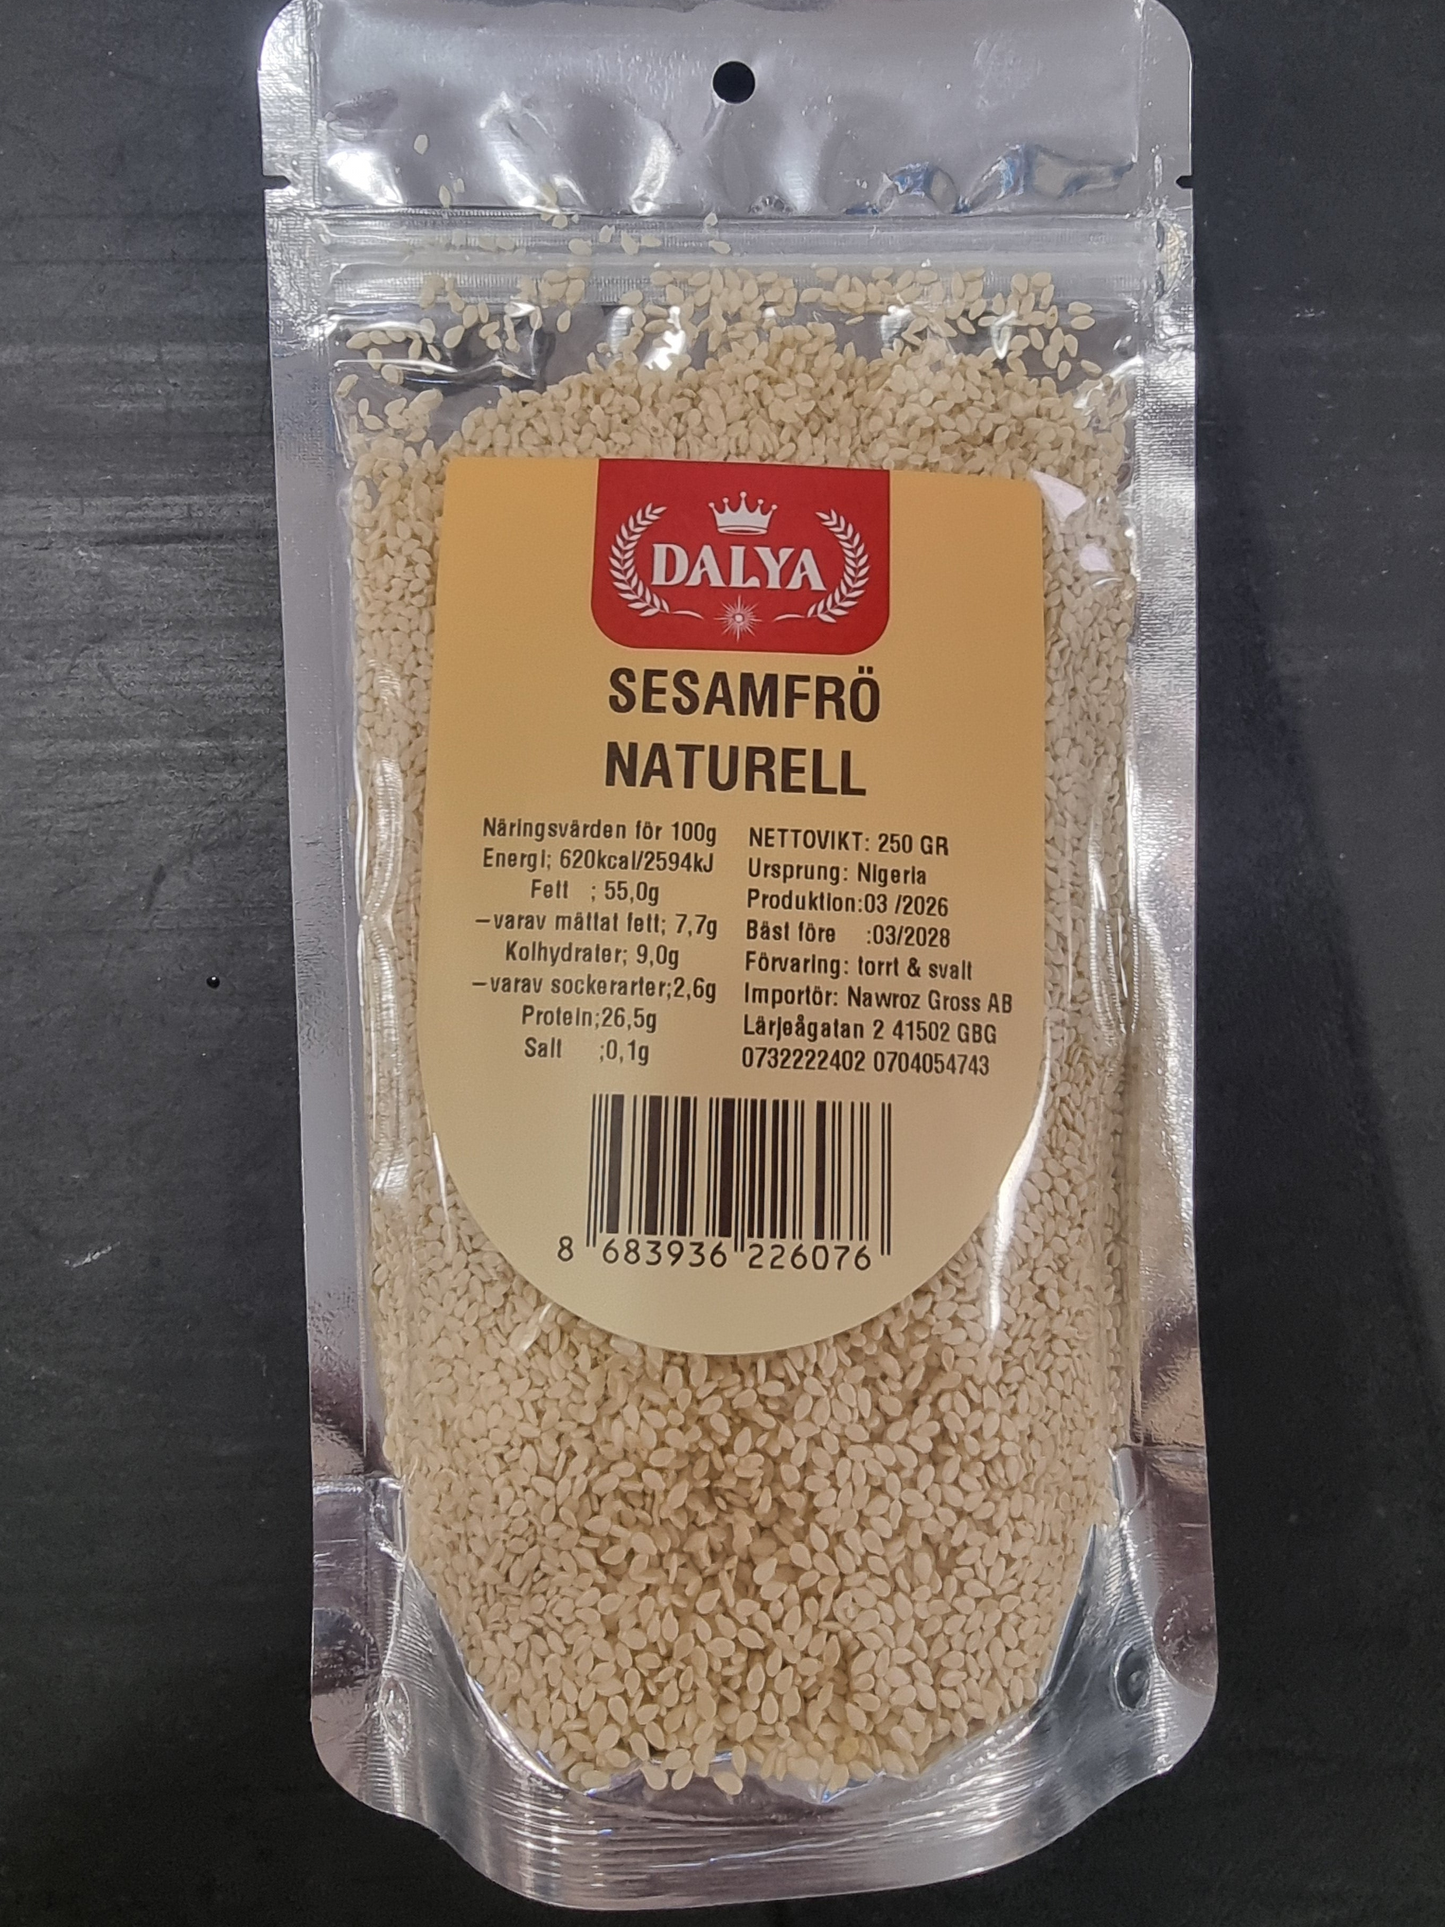 DALYA
SESAMFRÖ
NATURELL
Näringsvärden för 100g
Energi; 620kcal/2594kJ
Fett ; 55,0g
–varav mättat fett; 7,7g
Kolhydrater; 9,0g
–varav sockerarter;2,6g
Protein;26,5g
Salt ;0,1g
NETTOVIKT: 250 GR
Ursprung: Nigeria
Produktion:03 /2026
Bäst före :03/2028
Förvaring: torrt & svalt
Importör: Nawroz Gross AB
Lärjeågatan 2 41502 GBG
0732222402 0704054743
8 683936 226076